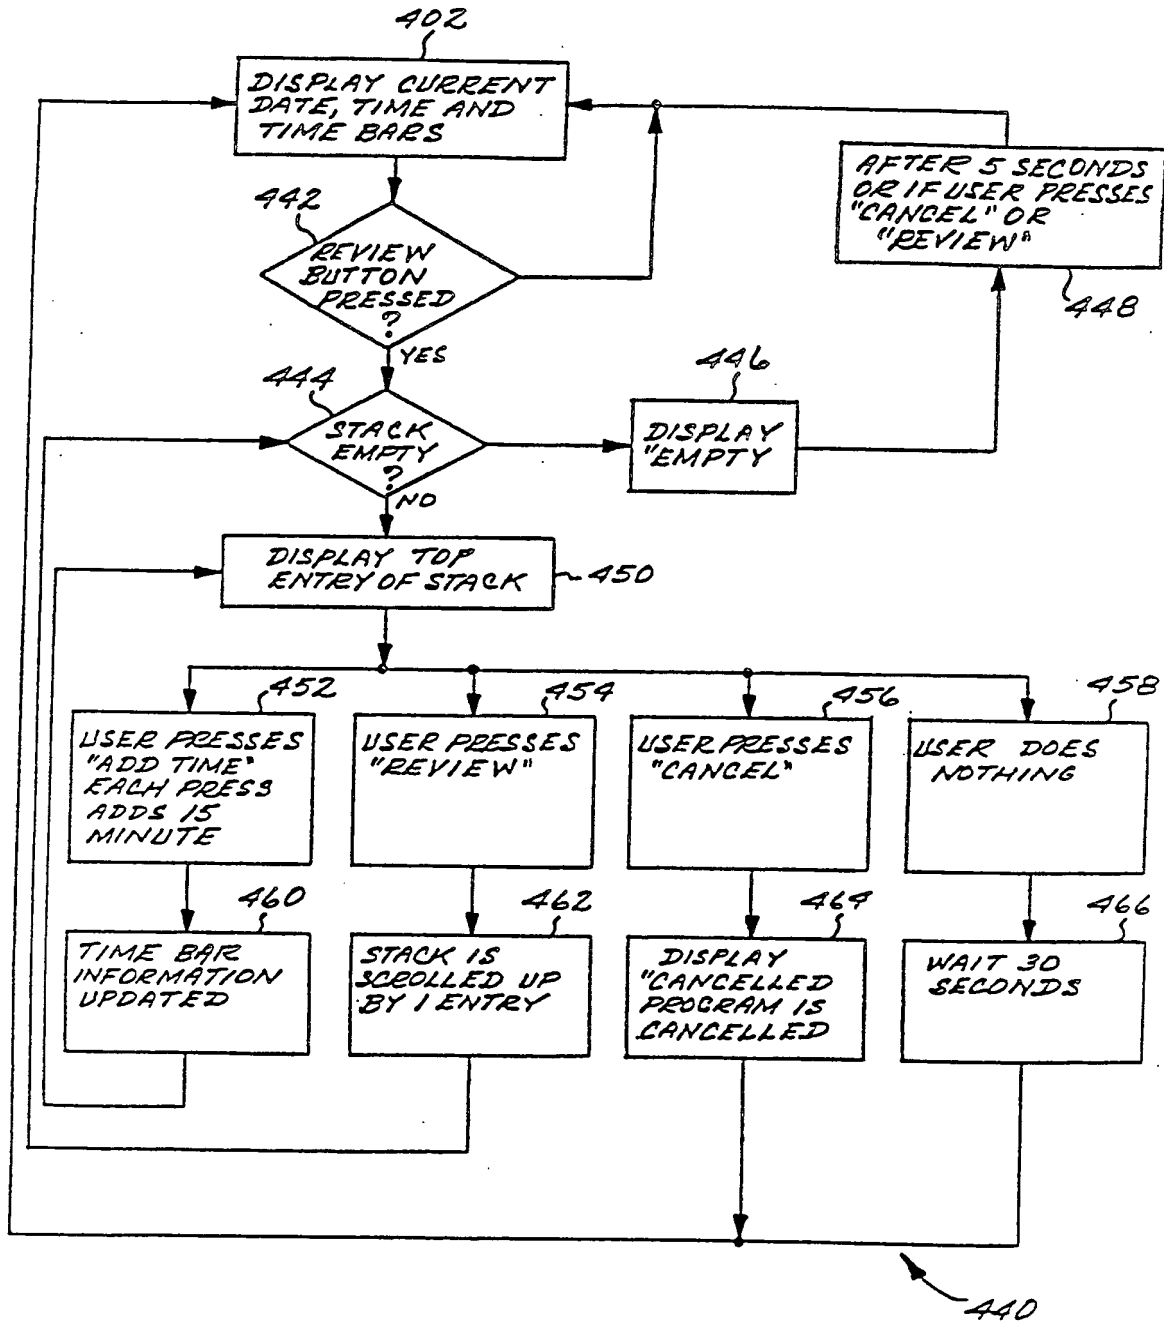 402
DISPLAY CURRENT
DATE, TIME AND
TIME BARS
442
REVIEW
BUTTON
PRESSED
?
YES
AFTER 5 SECONDS
OR IF USER PRESSES
"CANCEL" OR
"REVIEW"
448
444
STACK
EMPTY
?
NO
446
DISPLAY
"EMPTY
DISPLAY TOP
ENTRY OF STACK
450
452
USER PRESSES
"ADD TIME"
EACH PRESS
ADDS 15
MINUTE
454
USER PRESSES
"REVIEW"
456
USER PRESSES
"CANCEL"
458
USER DOES
NOTHING
460
TIME BAR
INFORMATION
UPDATED
462
STACK IS
SCROLLED UP
BY 1 ENTRY
464
DISPLAY
"CANCELLED
PROGRAM IS
CANCELLED
466
WAIT 30
SECONDS
440